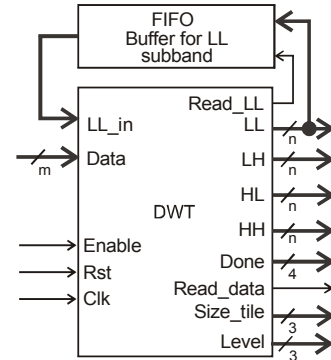 FIFO
Buffer for LL
subband
Read_LL
LL_in
LL
n
Data
m
LH
n
HL
n
DWT
HH
n
Enable
Done
4
Rst
Read_data
Clk
Size_tile
3
Level
3